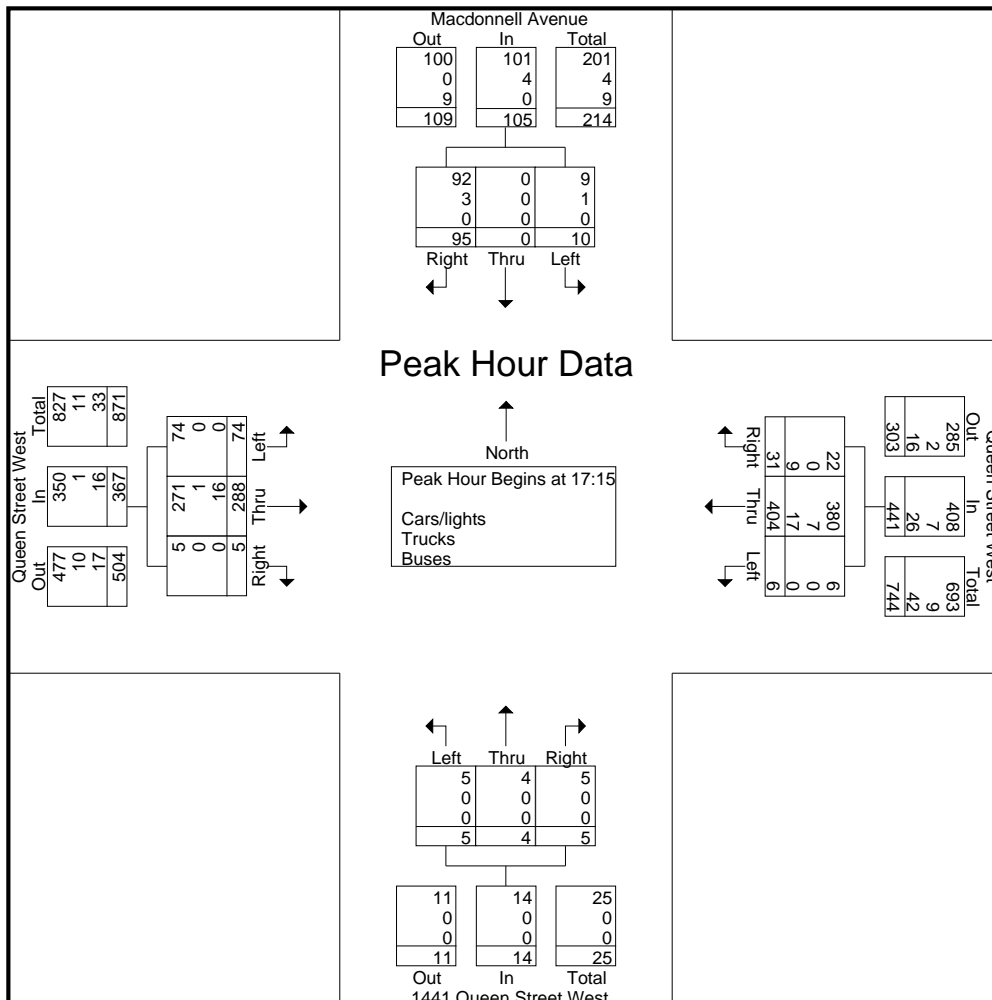 Macdonnell Avenue
Out In Total
100 101 201
0 4 4
9 0 9
109 105 214
92 0 9
3 0 1
0 0 0
95 0 10
Right Thru Left
Peak Hour Data
North
Peak Hour Begins at 17:15
Cars/lights
Trucks
Buses
Queen Street West
Total In Out
827 350 477
11 1 10
33 16 17
871 367 504
Left Thru Right
74 271 5
0 1 0
0 16 0
74 288 5
Queen Street West
Out In Total
285 408 693
2 7 9
16 26 42
303 441 744
22 380 6
0 7 0
9 17 0
31 404 6
Right Thru Left
Left Thru Right
5 4 5
0 0 0
0 0 0
5 4 5
11 14 25
0 0 0
0 0 0
11 14 25
Out In Total
1441 Queen Street West